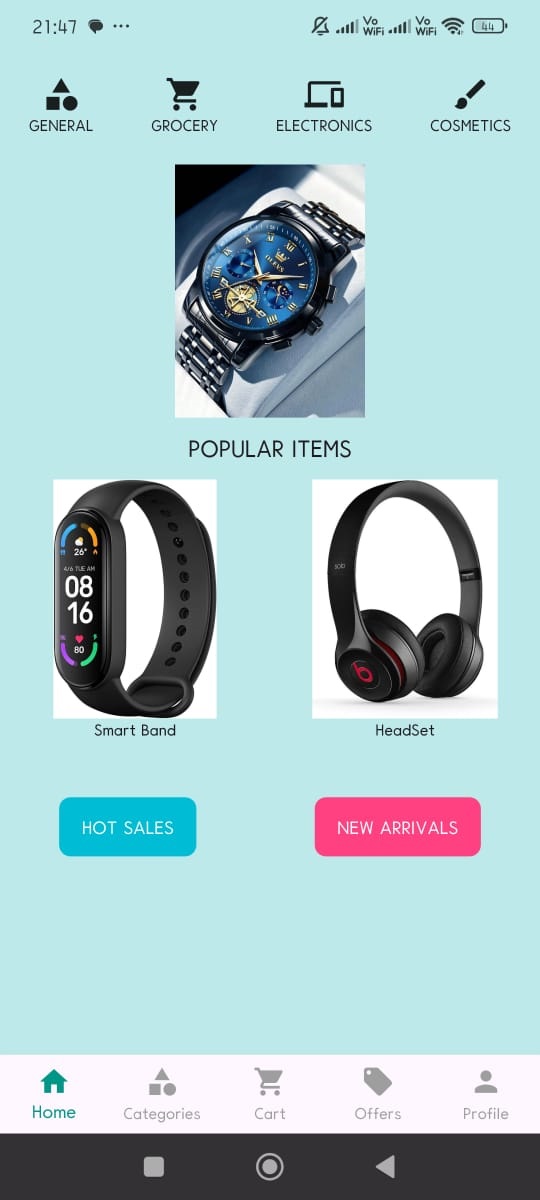 21:47
Vo WiFi Vo WiFi 44
GENERAL GROCERY ELECTRONICS COSMETICS
OLEVS
POPULAR ITEMS
26°
4/6 TUE AM
08
16
80
solo
b
Smart Band HeadSet
HOT SALES NEW ARRIVALS
Home Categories Cart Offers Profile